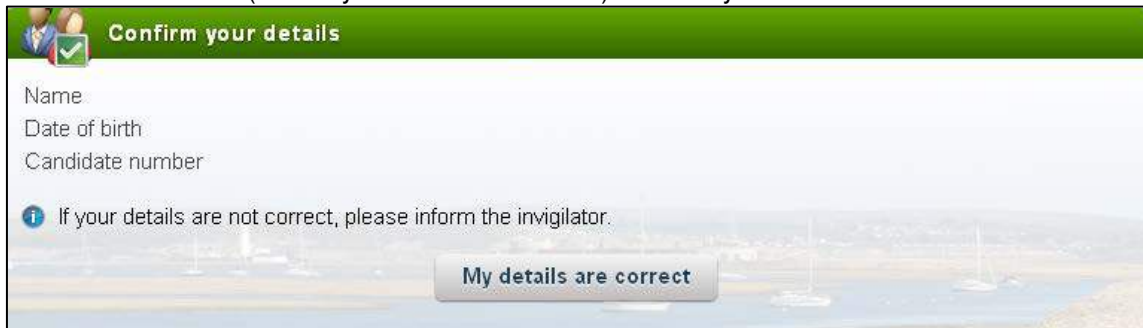 Confirm your details
Name
Date of birth
Candidate number
If your details are not correct, please inform the invigilator.
My details are correct